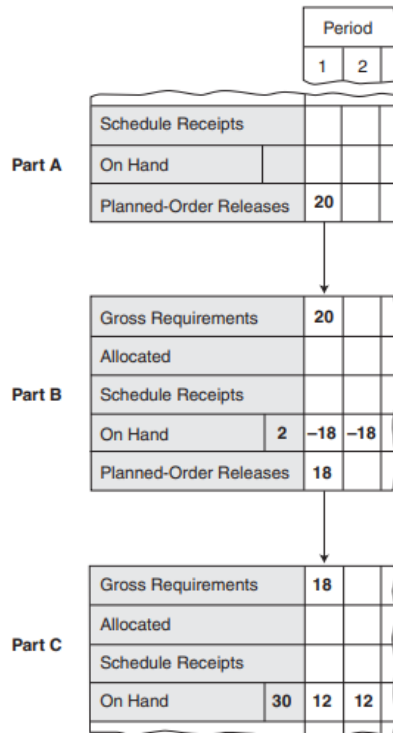 Period
1 2
Schedule Receipts
Part A On Hand
Planned-Order Releases 20
Gross Requirements 20
Allocated
Part B Schedule Receipts
On Hand 2 –18 –18
Planned-Order Releases 18
Gross Requirements 18
Allocated
Part C Schedule Receipts
On Hand 30 12 12